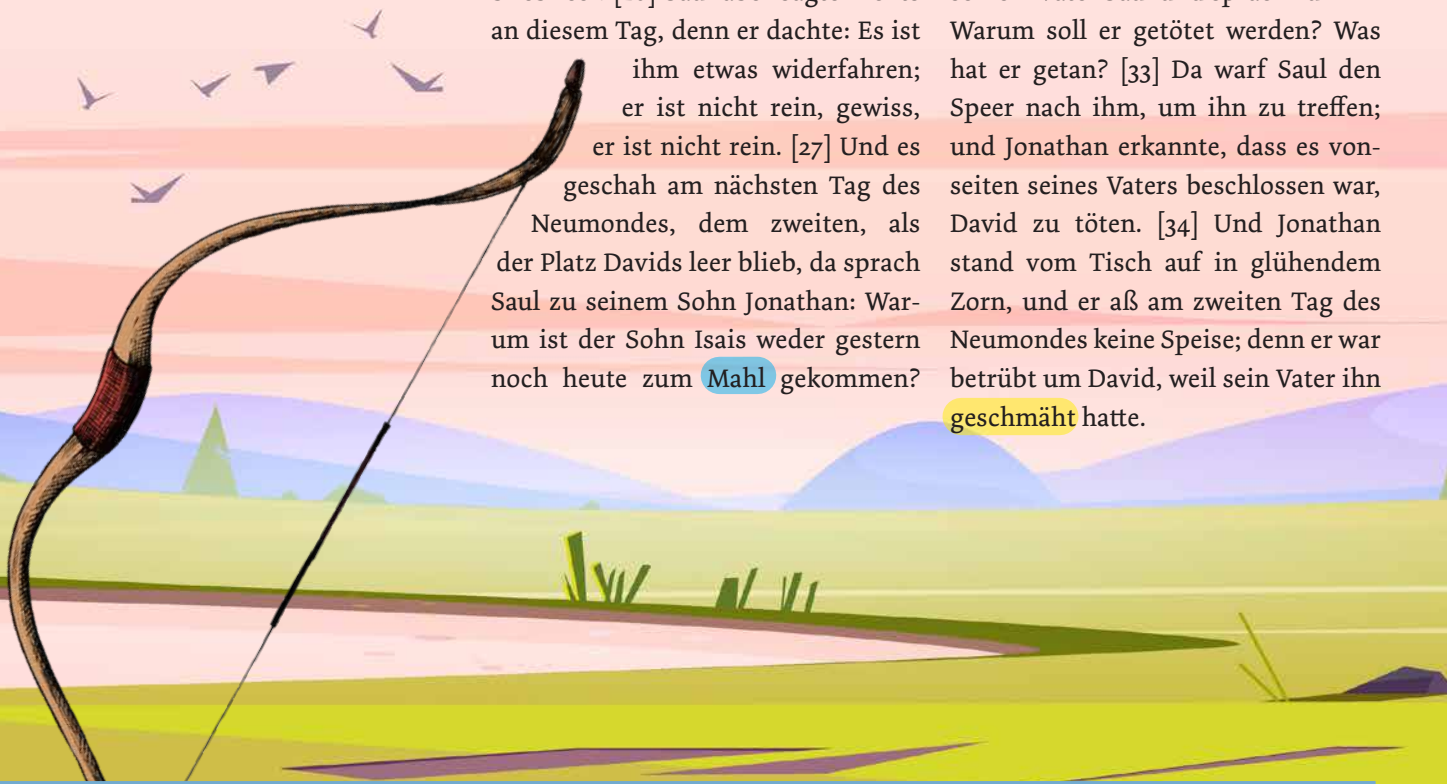 an diesem Tag, denn er dachte: Es ist
ihm etwas widerfahren;
er ist nicht rein, gewiss,
er ist nicht rein. [27] Und es
geschah am nächsten Tag des
Neumondes, dem zweiten, als
der Platz Davids leer blieb, da sprach
Saul zu seinem Sohn Jonathan: War-
um ist der Sohn Isais weder gestern
noch heute zum Mahl gekommen?
Warum soll er getötet werden? Was
hat er getan? [33] Da warf Saul den
Speer nach ihm, um ihn zu treffen;
und Jonathan erkannte, dass es von-
seiten seines Vaters beschlossen war,
David zu töten. [34] Und Jonathan
stand vom Tisch auf in glühendem
Zorn, und er aß am zweiten Tag des
Neumondes keine Speise; denn er war
betrübt um David, weil sein Vater ihn
geschmäht hatte.